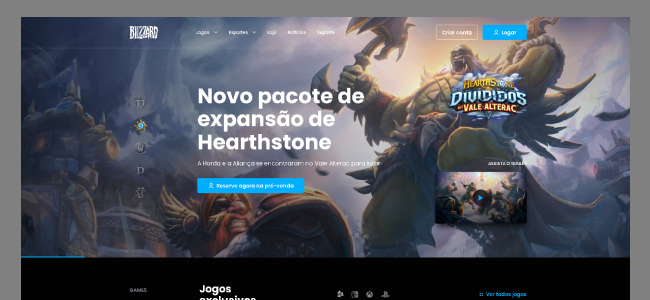 BLIZZARD
Jogos
Esportes
Loja
Notícias
Suporte
Criar conta
Logar
Novo pacote de
expansão de
Hearthstone
A Horda e a Aliança se encontraram no Vale Alterac para lutar
Reserve agora na pré-venda
HEARTHSTONE
DIVIDIDOS
no VALE ALTERAC
ASSISTA O TRAILER
GAMES
Jogos
exclusivos
Ver todos jogos